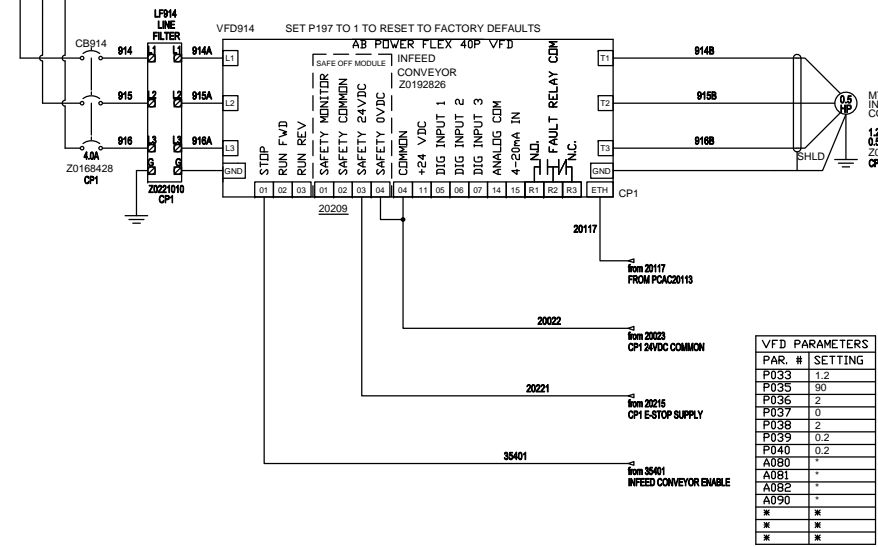 LF914
LINE
FILTER
VFD914
SET P197 TO 1 TO RESET TO FACTORY DEFAULTS
CB914
914
L1
L1
914A
L1
AB POWER FLEX 40P VFD
SAFE OFF MODULE
INFEED
CONVEYOR
Z0192826
T1
914B
915
L2
L2
915A
L2
T2
915B
0.5
HP
916
L3
L3
916A
L3
T3
916B
4.0A
Z0168428
CP1
G
G
GND
GND
SHLD
Z0221010
CP1
STOP
RUN FWD
RUN REV
SAFETY MONITOR
SAFETY COMMON
SAFETY 24VDC
SAFETY 0VDC
COMMON
+24 VDC
DIG INPUT 1
DIG INPUT 2
DIG INPUT 3
ANALOG COM
4-20mA IN
N.O.
FAULT RELAY COM
N.C.
01 02 03 01 02 03 04 04 11 05 06 07 14 15 R1 R2 R3 ETH
CP1
20209
20117
from 20117
FROM PCAC20113
20022
from 20023
CP1 24VDC COMMON
20221
from 20215
CP1 E-STOP SUPPLY
35401
from 35401
INFEED CONVEYOR ENABLE
VFD PARAMETERS
PAR. # SETTING
P033 1.2
P035 90
P036 2
P037 0
P038 2
P039 0.2
P040 0.2
A080 *
A081 *
A082 *
A090 *
* *
* *
* *